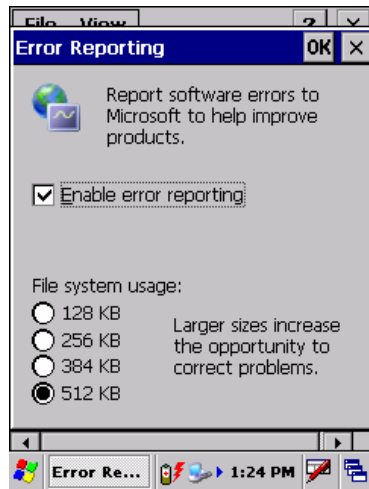 File View ?
Error Reporting OK
Report software errors to
Microsoft to help improve
products.
Enable error reporting
File system usage:
128 KB
256 KB
384 KB
512 KB
Larger sizes increase
the opportunity to
correct problems.
Error Re... 1:24 PM